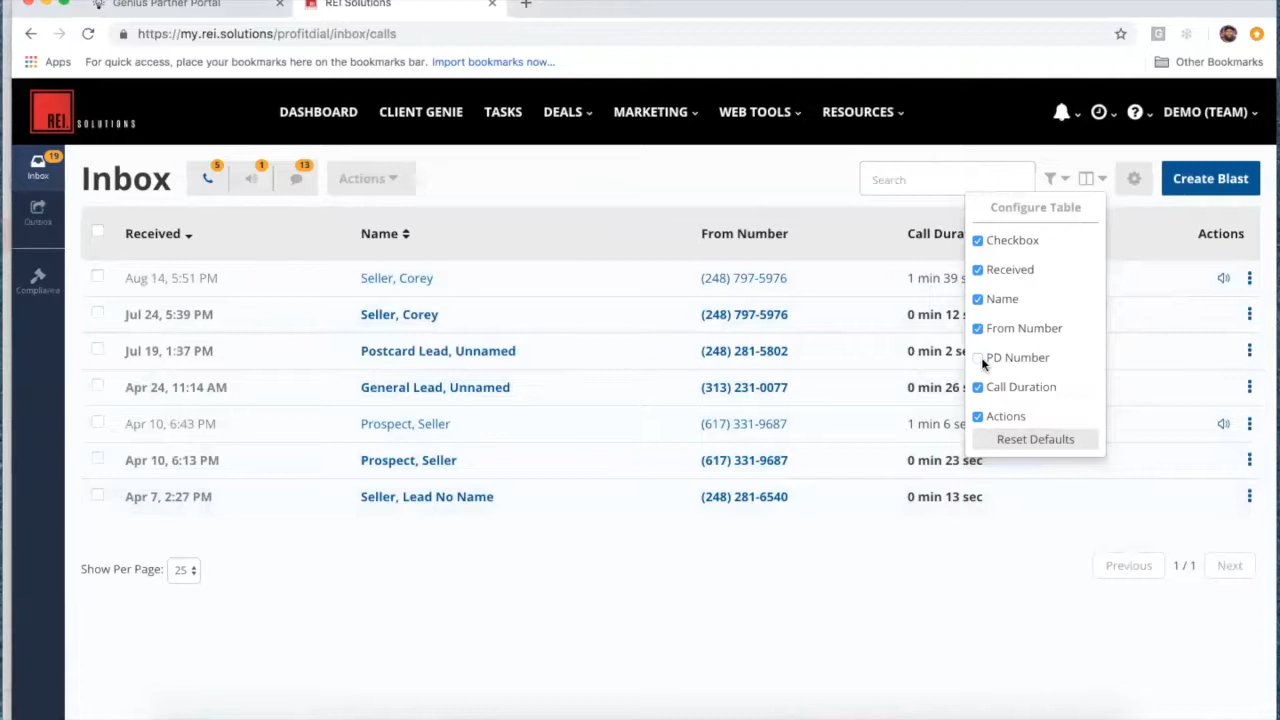 Genius Partner Portal
REI Solutions
https://my.rei.solutions/profitdial/inbox/calls
Apps For quick access, place your bookmarks here on the bookmarks bar. Import bookmarks now... Other Bookmarks
REI SOLUTIONS DASHBOARD CLIENT GENIE TASKS DEALS MARKETING WEB TOOLS RESOURCES DEMO (TEAM)
19
Inbox
Outbox
Compliance
Inbox 5 1 13 Actions Search Create Blast
Configure Table
Checkbox
Received
Name
From Number
PD Number
Call Duration
Actions
Reset Defaults
Received Name From Number Call Dura Actions
Aug 14, 5:51 PM Seller, Corey (248) 797-5976 1 min 39 s
Jul 24, 5:39 PM Seller, Corey (248) 797-5976 0 min 12 s
Jul 19, 1:37 PM Postcard Lead, Unnamed (248) 281-5802 0 min 2 se
Apr 24, 11:14 AM General Lead, Unnamed (313) 231-0077 0 min 26 s
Apr 10, 6:43 PM Prospect, Seller (617) 331-9687 1 min 6 se
Apr 10, 6:13 PM Prospect, Seller (617) 331-9687 0 min 23 sec
Apr 7, 2:27 PM Seller, Lead No Name (248) 281-6540 0 min 13 sec
Show Per Page: 25 Previous 1 / 1 Next